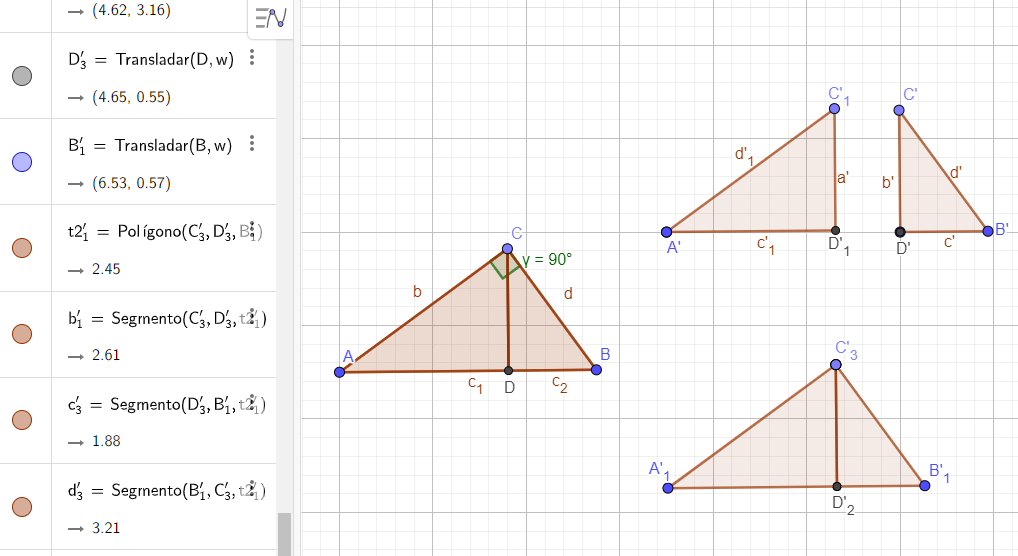 → (4.62, 3.16)
D′₃ = Transladar(D, w)
→ (4.65, 0.55)
B′₁ = Transladar(B, w)
→ (6.53, 0.57)
t2′₁ = Polígono(C′₃, D′₃, B′₁)
→ 2.45
b′₁ = Segmento(C′₃, D′₃, t2′₁)
→ 2.61
c′₃ = Segmento(D′₃, B′₁, t2′₁)
→ 1.88
d′₃ = Segmento(B′₁, C′₃, t2′₁)
→ 3.21
C
γ = 90°
b
d
A
B
c₁
D
c₂
C'₁
C'
d'₁
a'
b'
d'
A'
c'₁
D'₁
D'
c'
B'
C'₃
A'₁
B'₁
D'₂